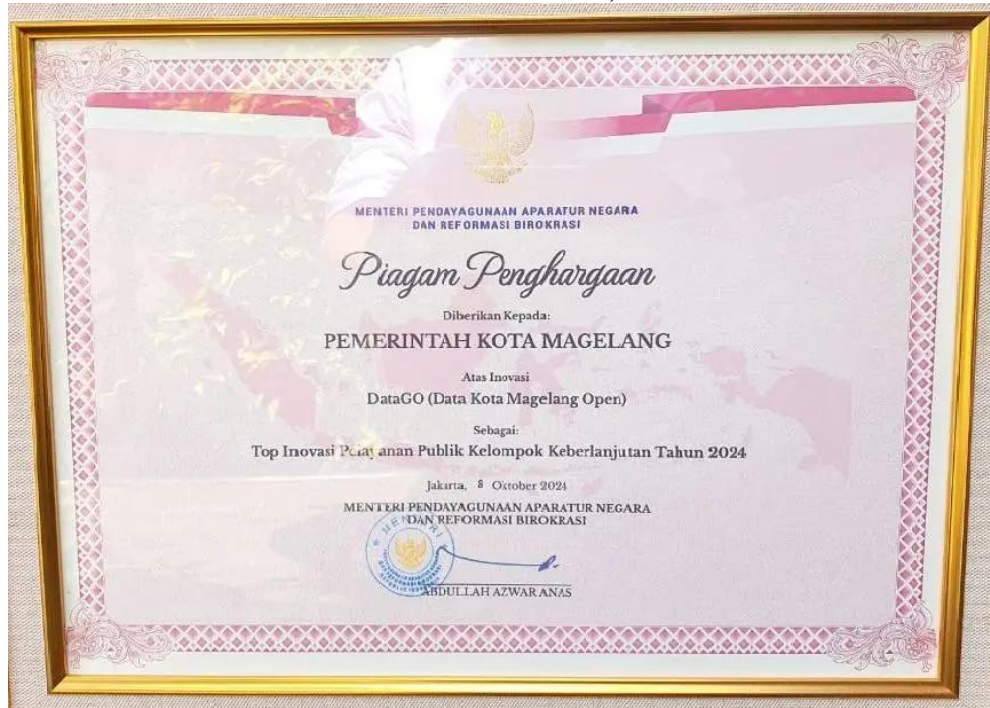 MENTERI PENDAYAGUNAAN APARATUR NEGARA
DAN REFORMASI BIROKRASI
Piagam Penghargaan
Diberikan Kepada:
PEMERINTAH KOTA MAGELANG
Atas Inovasi
DataGO (Data Kota Magelang Open)
Sebagai:
Top Inovasi Pelayanan Publik Kelompok Keberlanjutan Tahun 2024
Jakarta, 8 Oktober 2024
MENTERI PENDAYAGUNAAN APARATUR NEGARA
DAN REFORMASI BIROKRASI
MENTERI
ABDULLAH AZWAR ANAS